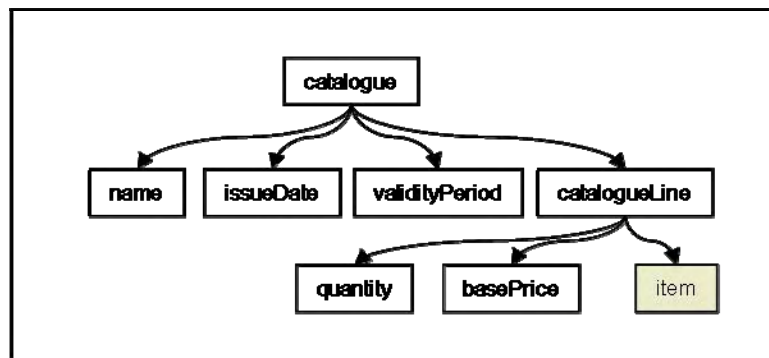 catalogue
name issueDate validityPeriod catalogueLine
quantity basePrice item